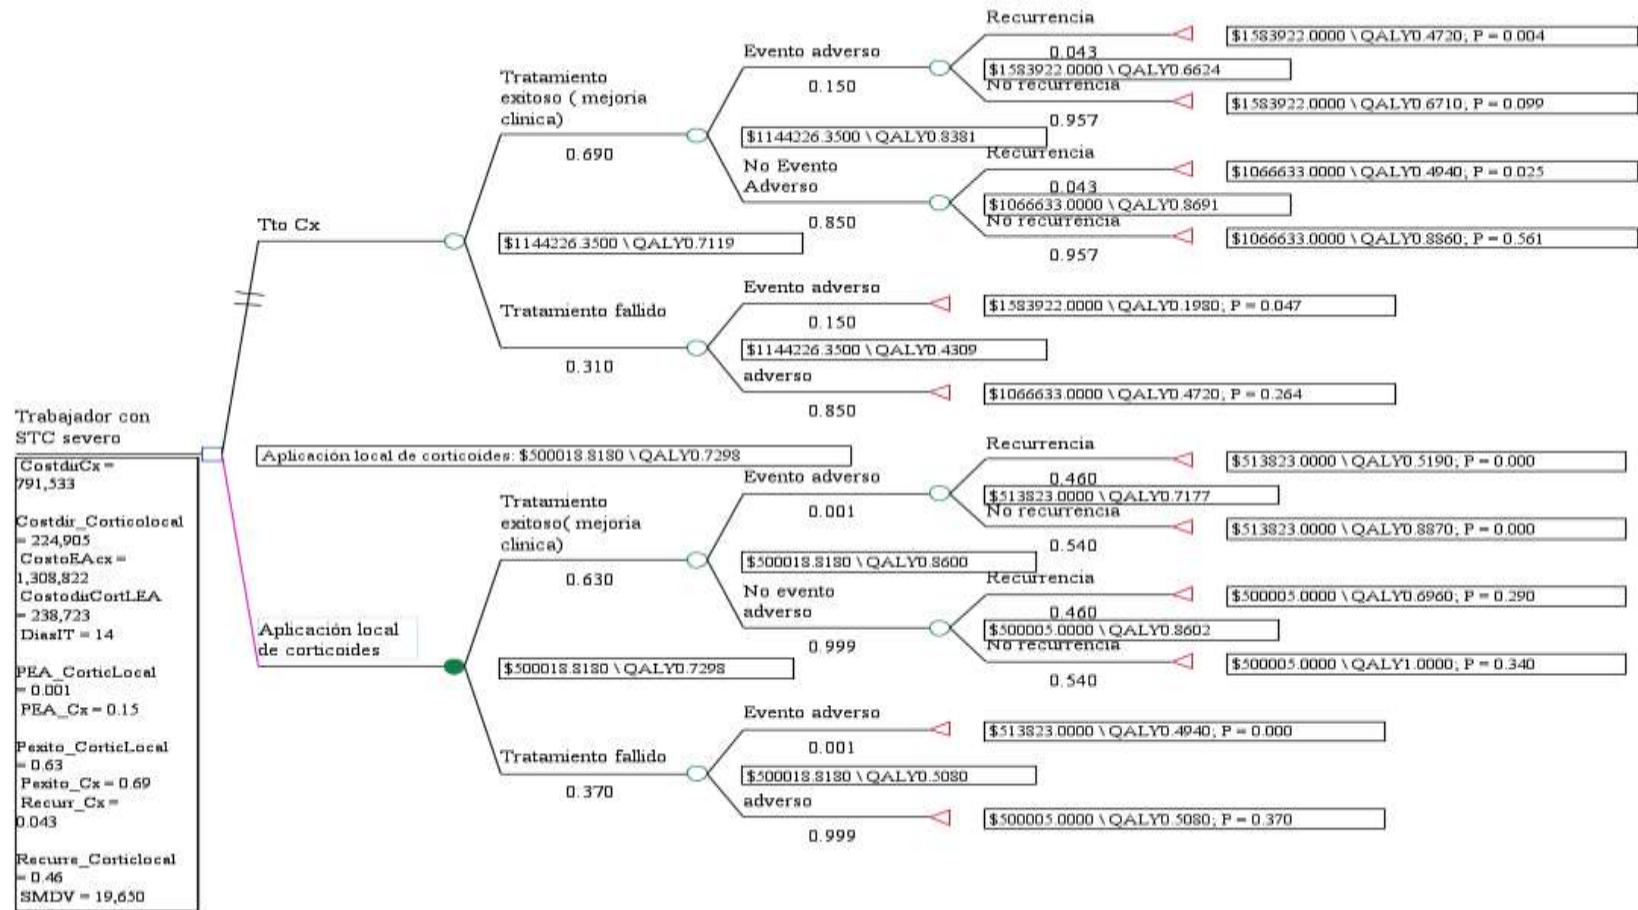 Recurrencia
0.043
$1583922.0000 \ QALY0.4720; P = 0.004
Evento adverso
0.150
$1583922.0000 \ QALY0.6624
No recurrencia
0.957
$1583922.0000 \ QALY0.6710; P = 0.099
Tratamiento
exitoso ( mejoria
clinica)
0.690
$1144226.3500 \ QALY0.8381
Recurrencia
0.043
$1066633.0000 \ QALY0.4940; P = 0.025
No Evento
Adverso
0.850
$1066633.0000 \ QALY0.8691
No recurrencia
0.957
$1066633.0000 \ QALY0.8860; P = 0.561
Tto Cx
$1144226.3500 \ QALY0.7119
Evento adverso
0.150
$1583922.0000 \ QALY0.1980; P = 0.047
Tratamiento fallido
0.310
$1144226.3500 \ QALY0.4309
adverso
0.850
$1066633.0000 \ QALY0.4720; P = 0.264
Trabajador con
STC severo
CostdirCx =
791,533
Costdir_Corticolocal
= 224,905
CostoEAcx =
1,308,822
CostodirCortLEA
= 238,723
DiasIT = 14
PEA_CorticLocal
= 0.001
PEA_Cx = 0.15
Pexito_CorticLocal
= 0.63
Pexito_Cx = 0.69
Recurr_Cx =
0.043
Recurre_Corticlocal
= 0.46
SMDV = 19,650
Aplicación local de corticoides: $500018.8180 \ QALY0.7298
Recurrencia
0.460
$513823.0000 \ QALY0.5190; P = 0.000
Evento adverso
0.001
$513823.0000 \ QALY0.7177
No recurrencia
0.540
$513823.0000 \ QALY0.8870; P = 0.000
Tratamiento
exitoso( mejoria
clinica)
0.630
$500018.8180 \ QALY0.8600
Recurrencia
0.460
$500005.0000 \ QALY0.6960; P = 0.290
No evento
adverso
0.999
$500005.0000 \ QALY0.8602
No recurrencia
0.540
$500005.0000 \ QALY1.0000; P = 0.340
Aplicación local
de corticoides
$500018.8180 \ QALY0.7298
Evento adverso
0.001
$513823.0000 \ QALY0.4940; P = 0.000
Tratamiento fallido
0.370
$500018.8180 \ QALY0.5080
adverso
0.999
$500005.0000 \ QALY0.5080; P = 0.370